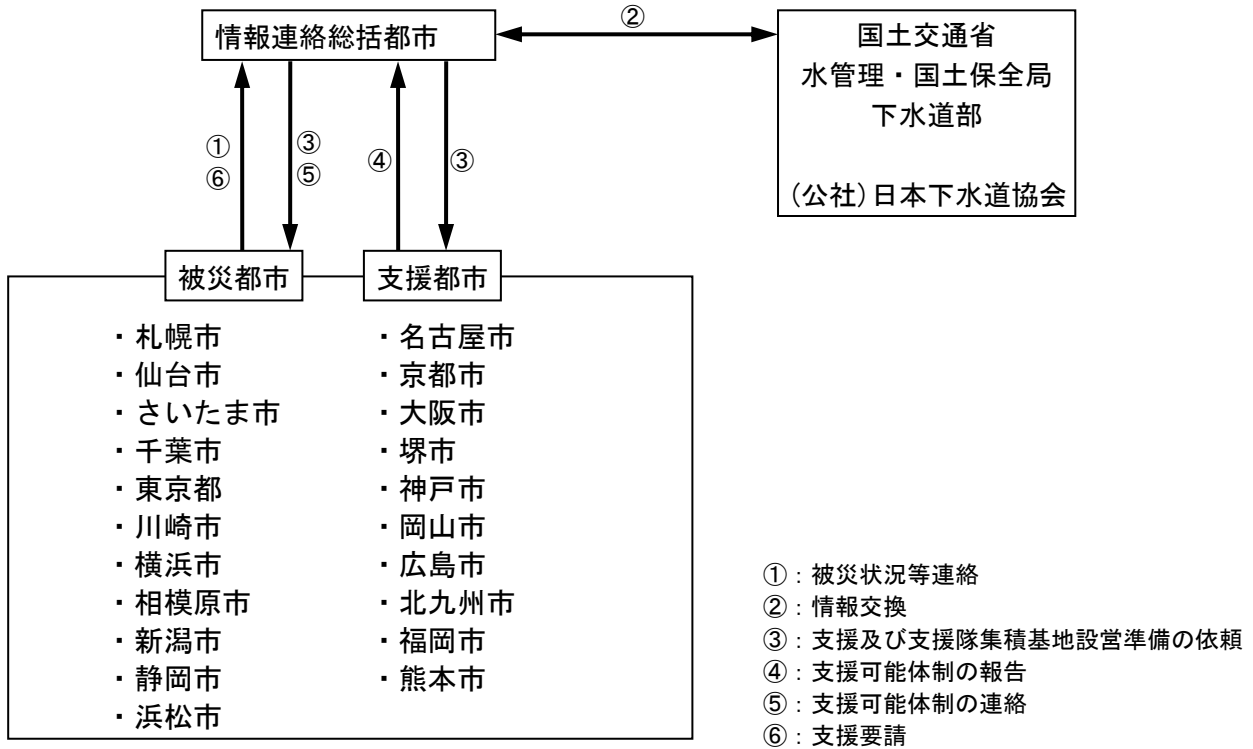 情報連絡総括都市
②
国土交通省
水管理・国土保全局
下水道部
(公社)日本下水道協会
①
⑥
③
⑤
④
③
被災都市
支援都市
・札幌市
・仙台市
・さいたま市
・千葉市
・東京都
・川崎市
・横浜市
・相模原市
・新潟市
・静岡市
・浜松市
・名古屋市
・京都市
・大阪市
・堺市
・神戸市
・岡山市
・広島市
・北九州市
・福岡市
・熊本市
①：被災状況等連絡
②：情報交換
③：支援及び支援隊集積基地設営準備の依頼
④：支援可能体制の報告
⑤：支援可能体制の連絡
⑥：支援要請